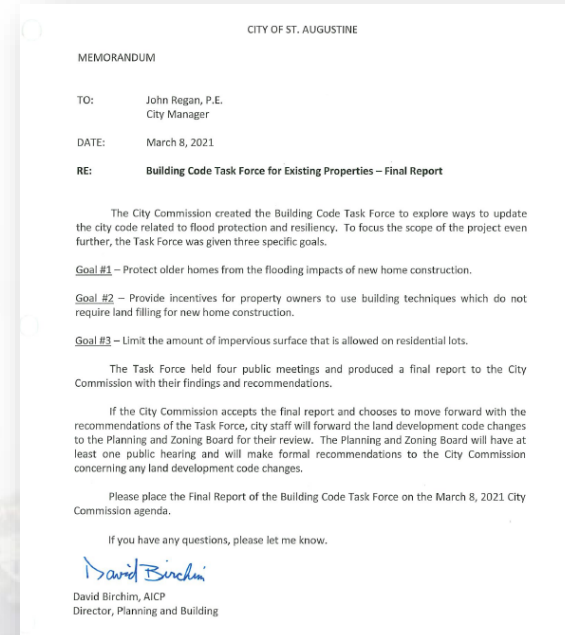 CITY OF ST. AUGUSTINE
MEMORANDUM
TO: John Regan, P.E.
City Manager
DATE: March 8, 2021
RE: Building Code Task Force for Existing Properties – Final Report
The City Commission created the Building Code Task Force to explore ways to update
the city code related to flood protection and resiliency. To focus the scope of the project even
further, the Task Force was given three specific goals.
Goal #1 – Protect older homes from the flooding impacts of new home construction.
Goal #2 – Provide incentives for property owners to use building techniques which do not
require land filling for new home construction.
Goal #3 – Limit the amount of impervious surface that is allowed on residential lots.
The Task Force held four public meetings and produced a final report to the City
Commission with their findings and recommendations.
If the City Commission accepts the final report and chooses to move forward with the
recommendations of the Task Force, city staff will forward the land development code changes
to the Planning and Zoning Board for their review. The Planning and Zoning Board will have at
least one public hearing and will make formal recommendations to the City Commission
concerning any land development code changes.
Please place the Final Report of the Building Code Task Force on the March 8, 2021 City
Commission agenda.
If you have any questions, please let me know.
David Birchim
David Birchim, AICP
Director, Planning and Building